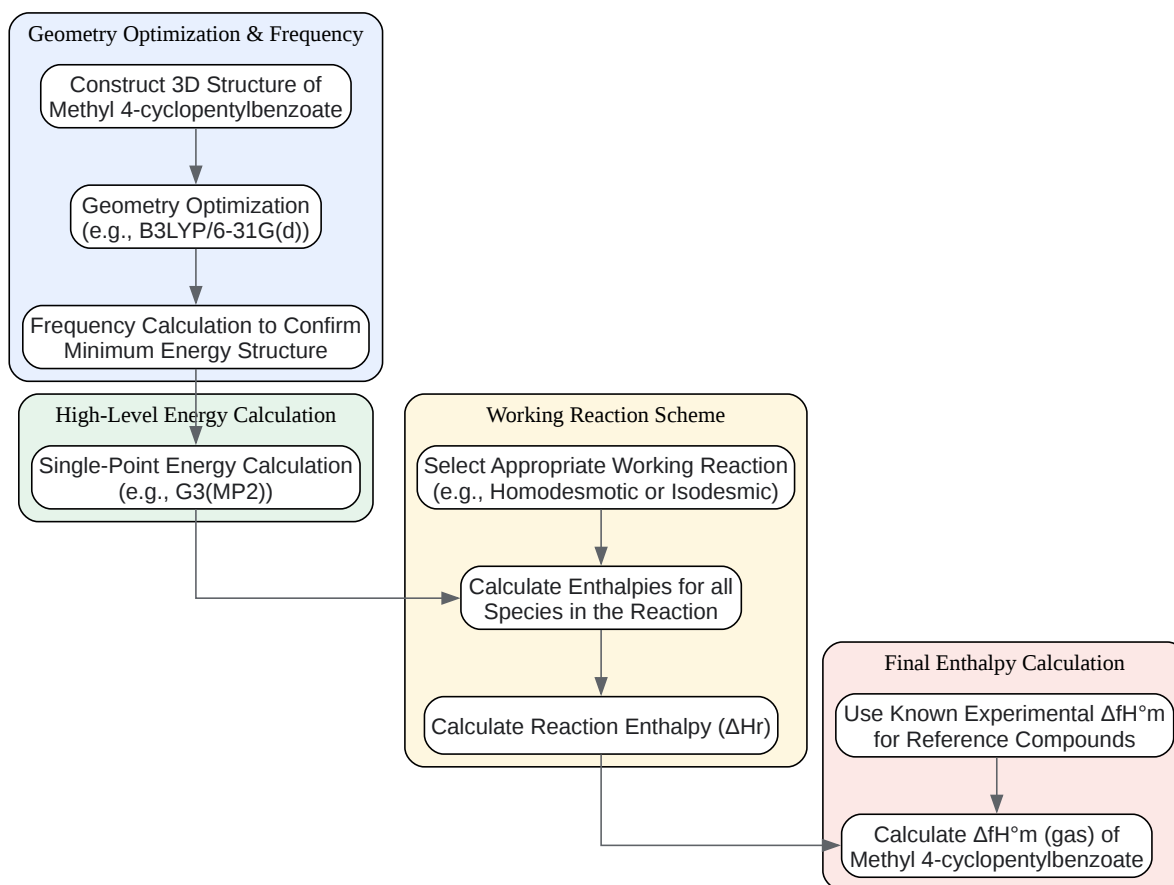 Geometry Optimization & Frequency
Construct 3D Structure of
Methyl 4-cyclopentylbenzoate
Geometry Optimization
(e.g., B3LYP/6-31G(d))
Frequency Calculation to Confirm
Minimum Energy Structure
High-Level Energy Calculation
Single-Point Energy Calculation
(e.g., G3(MP2))
Working Reaction Scheme
Select Appropriate Working Reaction
(e.g., Homodesmotic or Isodesmic)
Calculate Enthalpies for all
Species in the Reaction
Calculate Reaction Enthalpy (ΔHr)
Final Enthalpy Calculation
Use Known Experimental ΔfH°m
for Reference Compounds
Calculate ΔfH°m (gas) of
Methyl 4-cyclopentylbenzoate